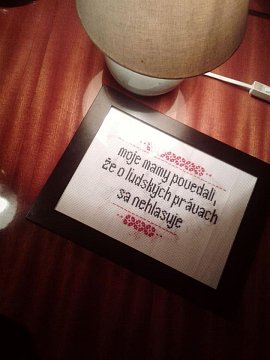 moje mamy povedali,
že o ľudských právach
sa nehlasuje